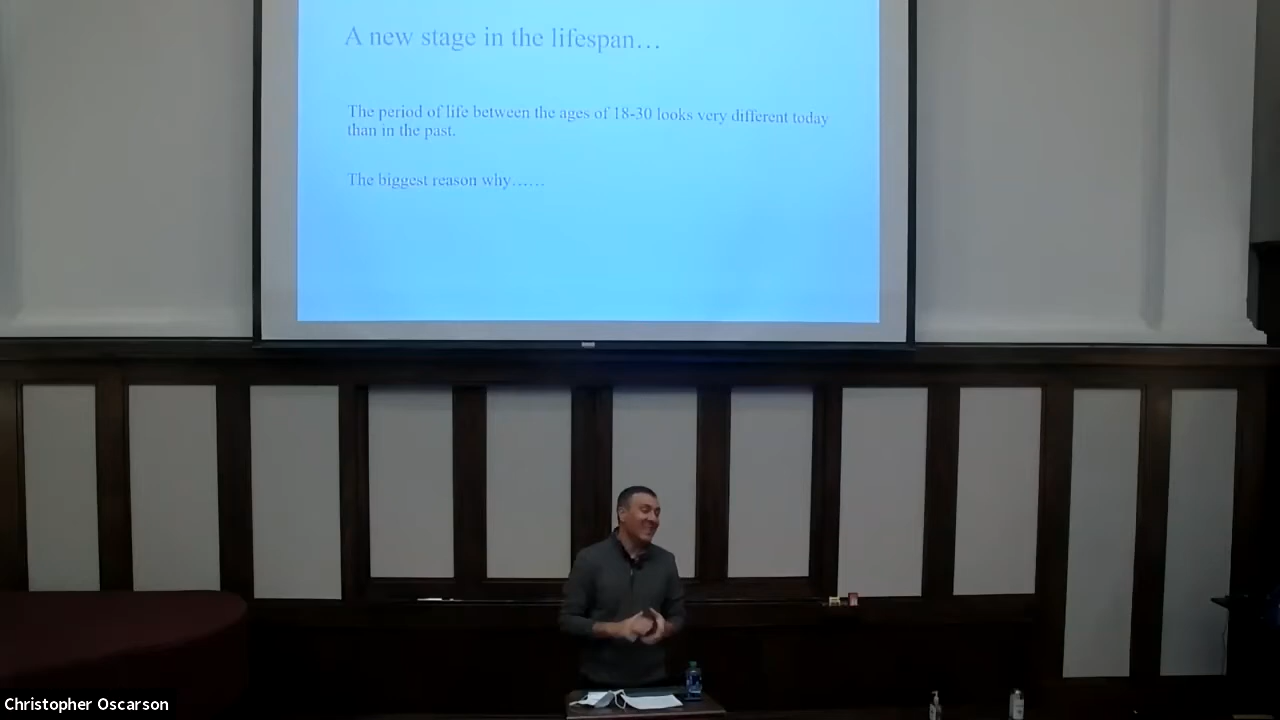 A new stage in the lifespan…
The period of life between the ages of 18-30 looks very different today
than in the past.
The biggest reason why……
Christopher Oscarson